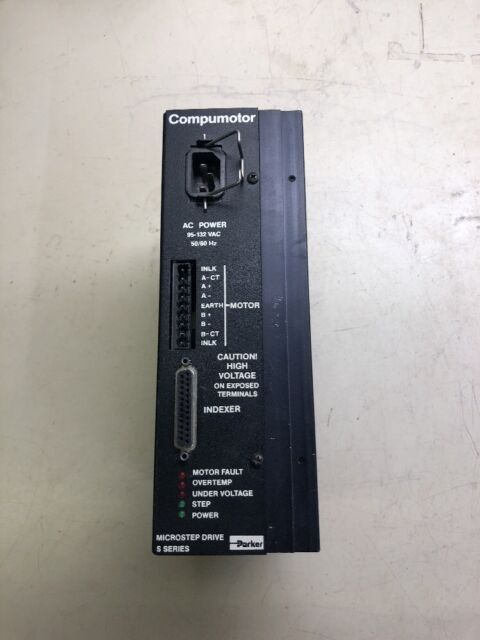 Compumotor
AC POWER
95-132 VAC
50/60 Hz
INLK
A-CT
A+
A-
EARTH
MOTOR
B+
B-
B-CT
INLK
CAUTION!
HIGH
VOLTAGE
ON EXPOSED
TERMINALS
INDEXER
MOTOR FAULT
OVERTEMP
UNDER VOLTAGE
STEP
POWER
MICROSTEP DRIVE
S SERIES
Parker